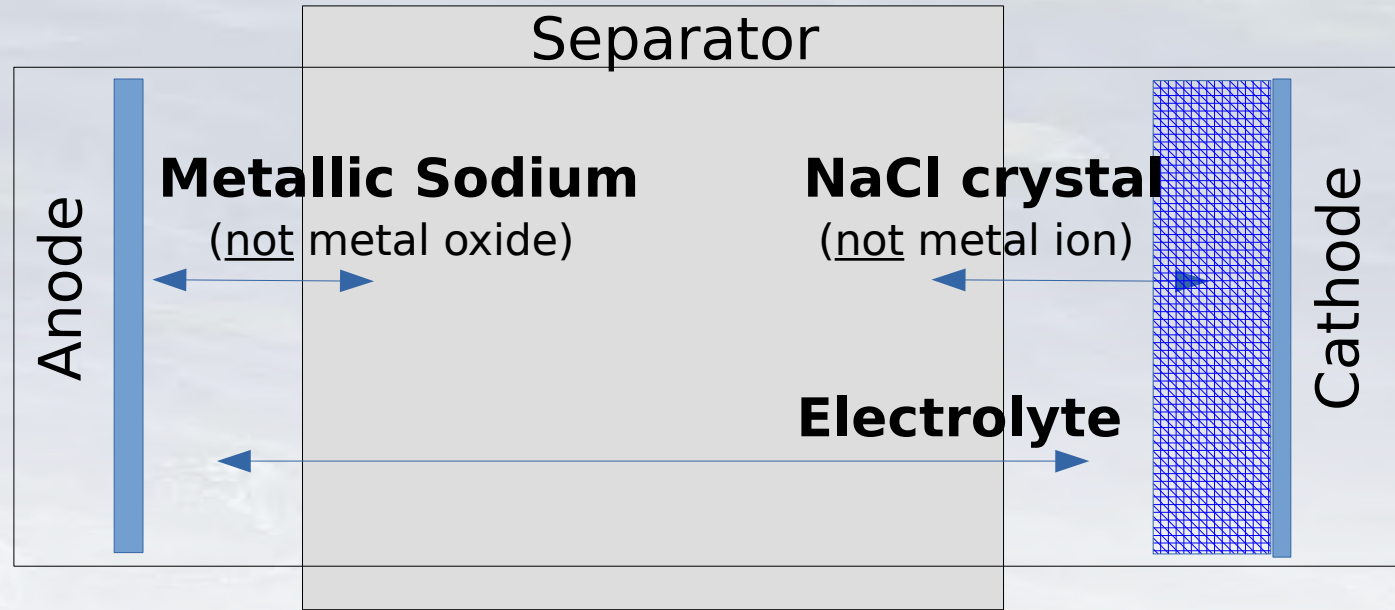 Separator
Anode
Metallic Sodium
(not metal oxide)
NaCl crystal
(not metal ion)
Electrolyte
Cathode